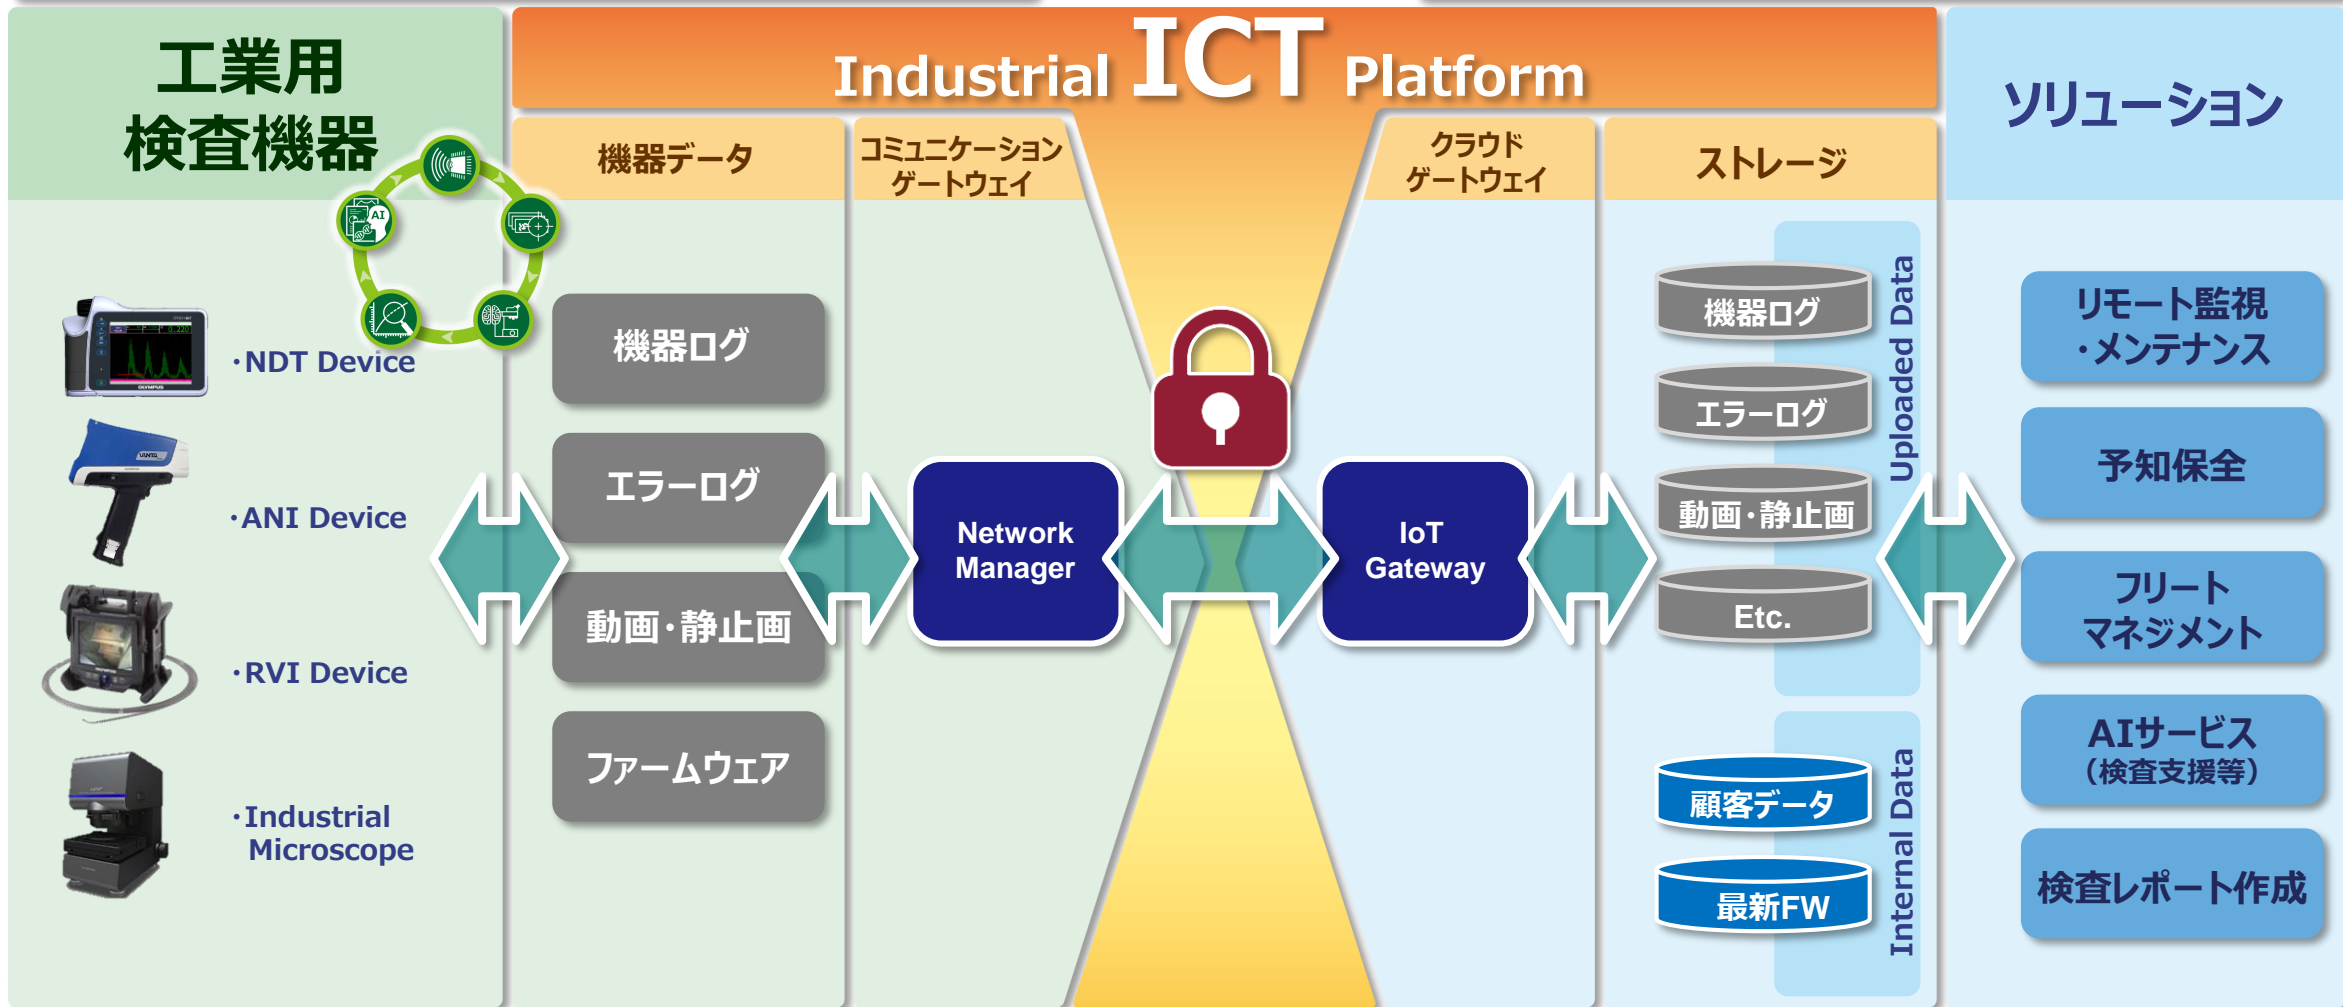 工業用
検査機器
Industrial ICT Platform
ソリューション
機器データ
コミュニケーション
ゲートウェイ
クラウド
ゲートウェイ
ストレージ
AI
・NDT Device
OLYMPUS
0.220
・ANI Device
VANTA
・RVI Device
・Industrial
Microscope
機器ログ
エラーログ
動画・静止画
ファームウェア
Network
Manager
IoT
Gateway
機器ログ
エラーログ
動画・静止画
Etc.
Uploaded Data
顧客データ
最新FW
Internal Data
リモート監視
・メンテナンス
予知保全
フリート
マネジメント
AIサービス
（検査支援等）
検査レポート作成